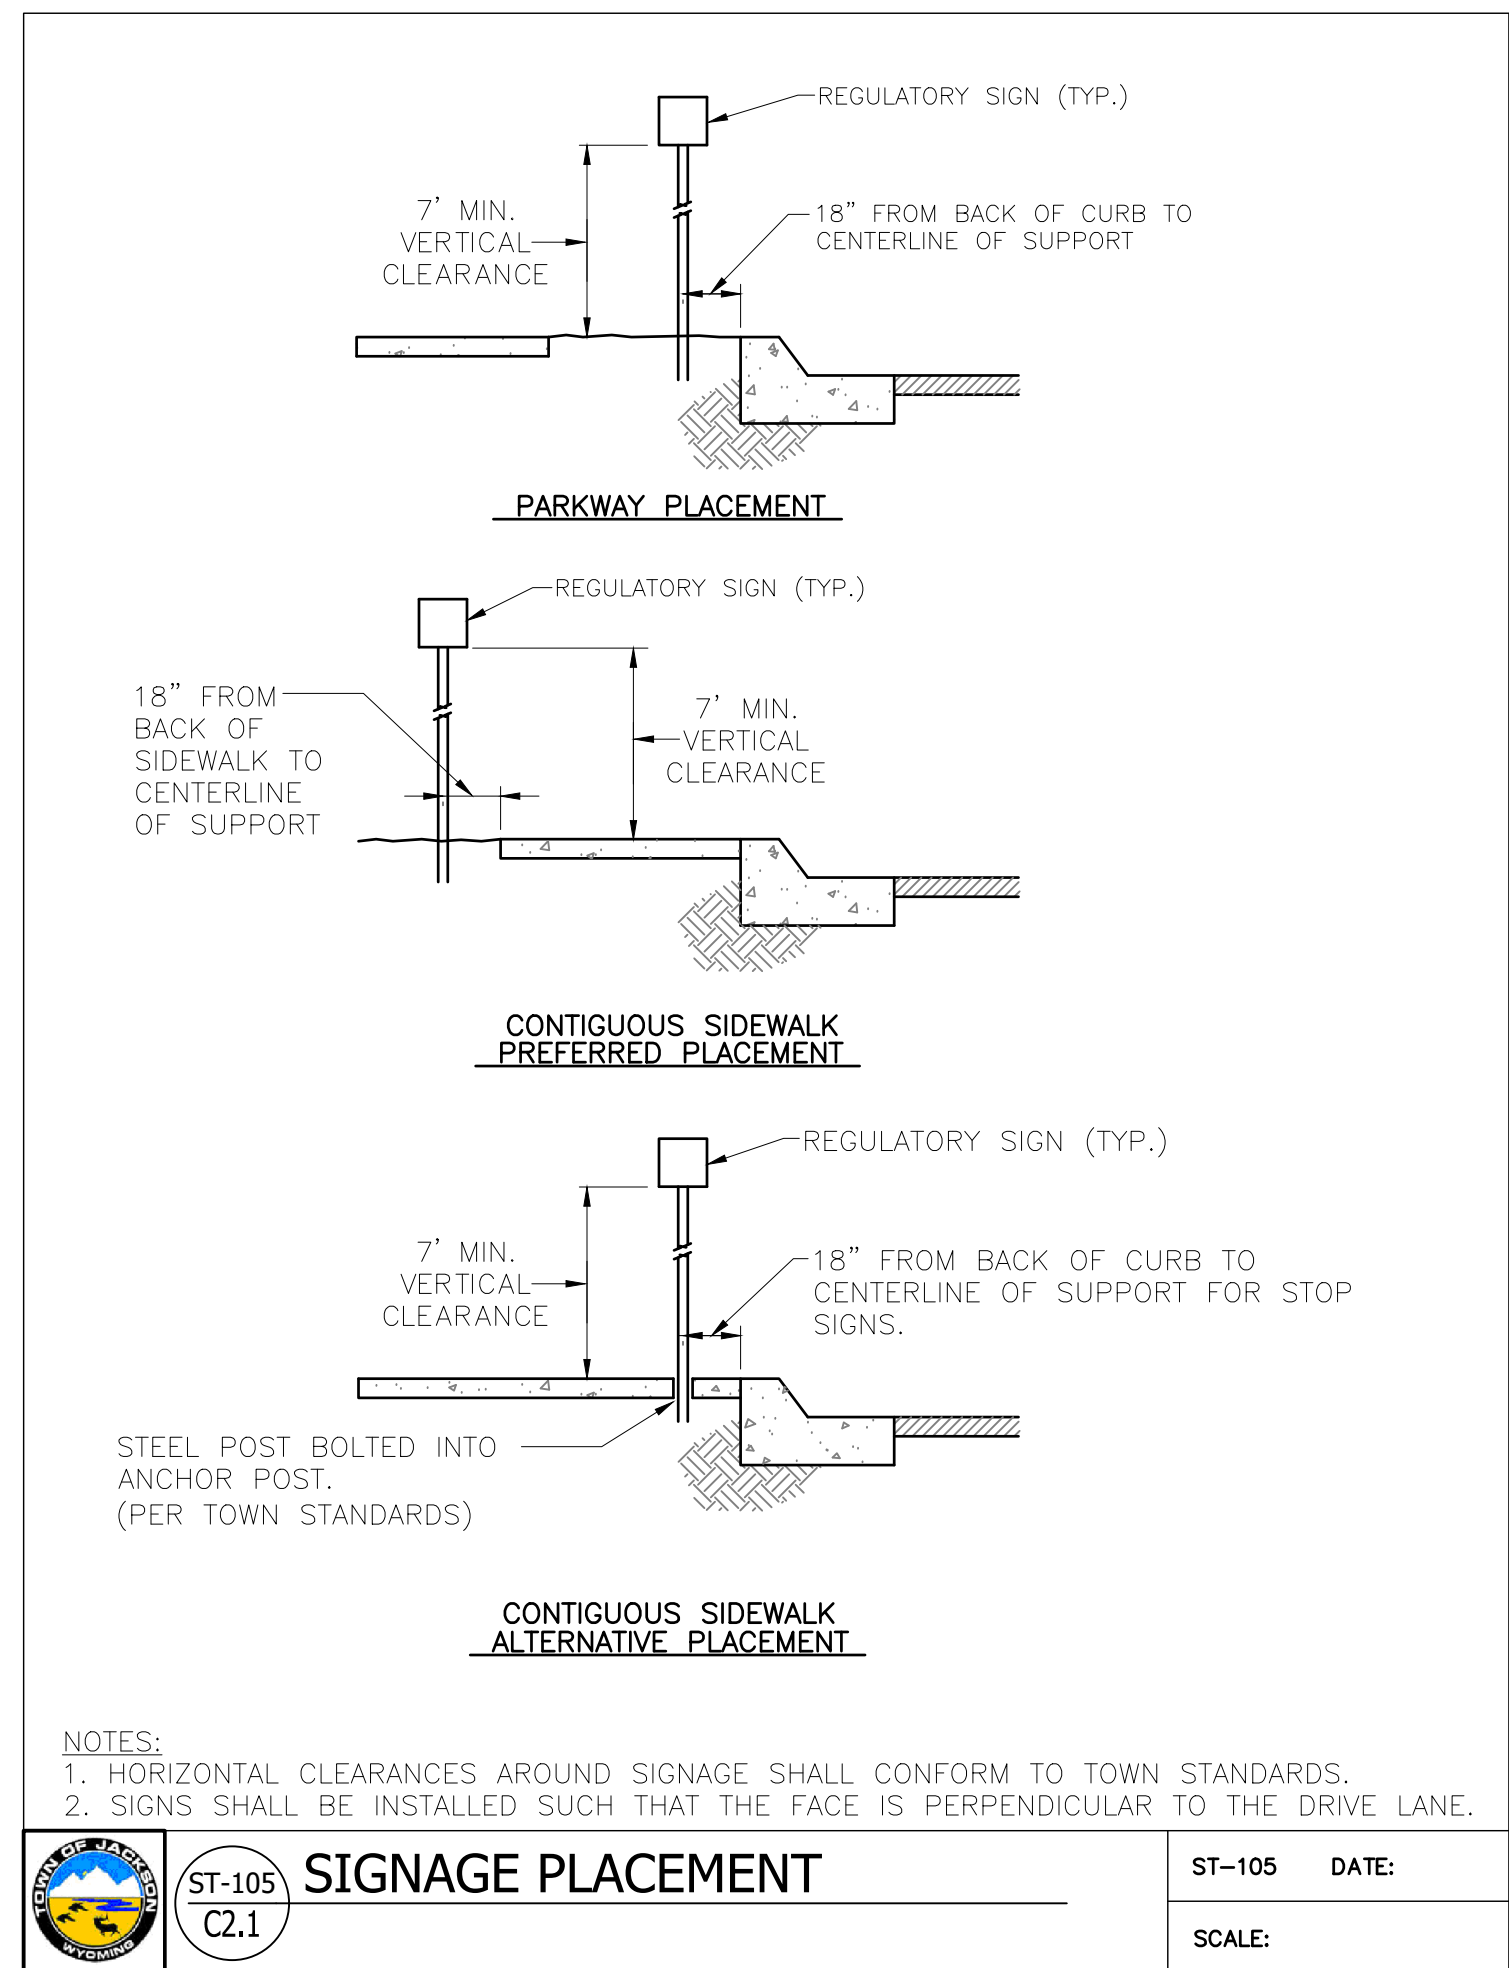 REGULATORY SIGN (TYP.)
7' MIN.
VERTICAL
CLEARANCE
18" FROM BACK OF CURB TO
CENTERLINE OF SUPPORT
PARKWAY PLACEMENT
REGULATORY SIGN (TYP.)
18" FROM
BACK OF
SIDEWALK TO
CENTERLINE
OF SUPPORT
7' MIN.
VERTICAL
CLEARANCE
CONTIGUOUS SIDEWALK
PREFERRED PLACEMENT
REGULATORY SIGN (TYP.)
7' MIN.
VERTICAL
CLEARANCE
18" FROM BACK OF CURB TO
CENTERLINE OF SUPPORT FOR STOP
SIGNS.
STEEL POST BOLTED INTO
ANCHOR POST.
(PER TOWN STANDARDS)
CONTIGUOUS SIDEWALK
ALTERNATIVE PLACEMENT
NOTES:
1. HORIZONTAL CLEARANCES AROUND SIGNAGE SHALL CONFORM TO TOWN STANDARDS.
2. SIGNS SHALL BE INSTALLED SUCH THAT THE FACE IS PERPENDICULAR TO THE DRIVE LANE.
TOWN OF JACKSON
WYOMING
ST-105
C2.1
SIGNAGE PLACEMENT
ST-105 DATE:
SCALE: